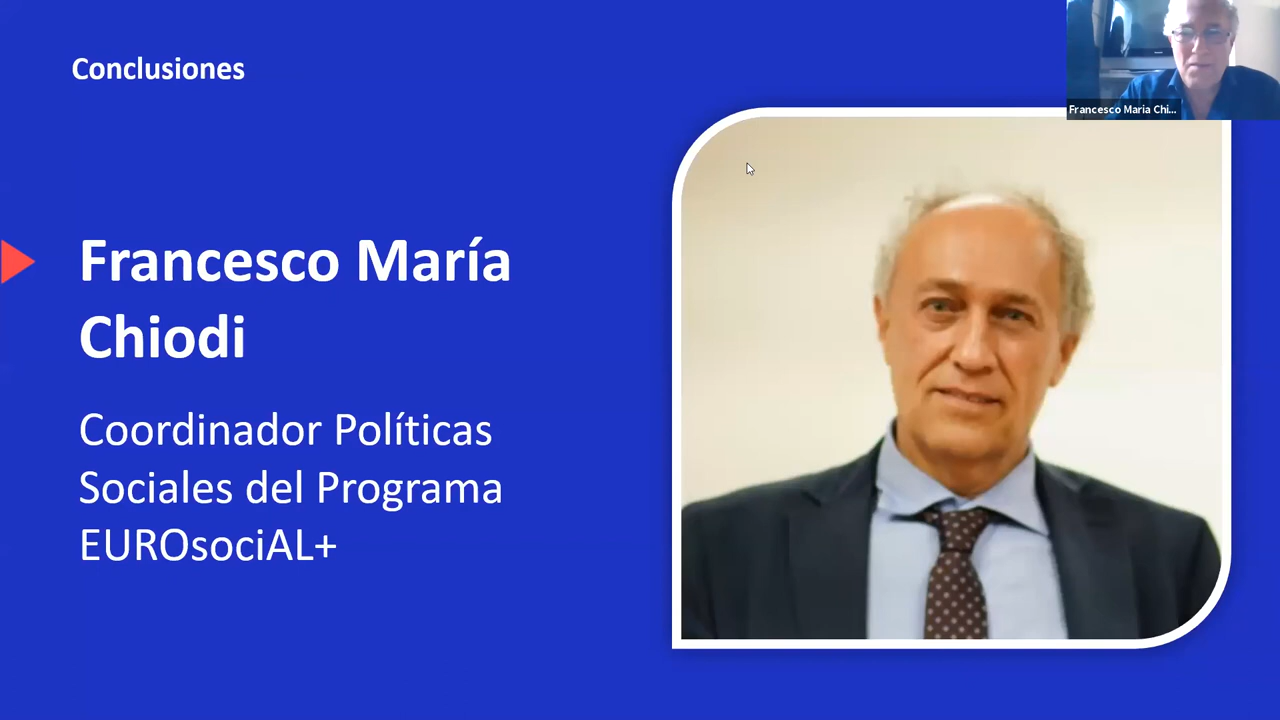 Conclusiones
Francesco Maria Chi...
Francesco María
Chiodi
Coordinador Políticas
Sociales del Programa
EUROsociAL+